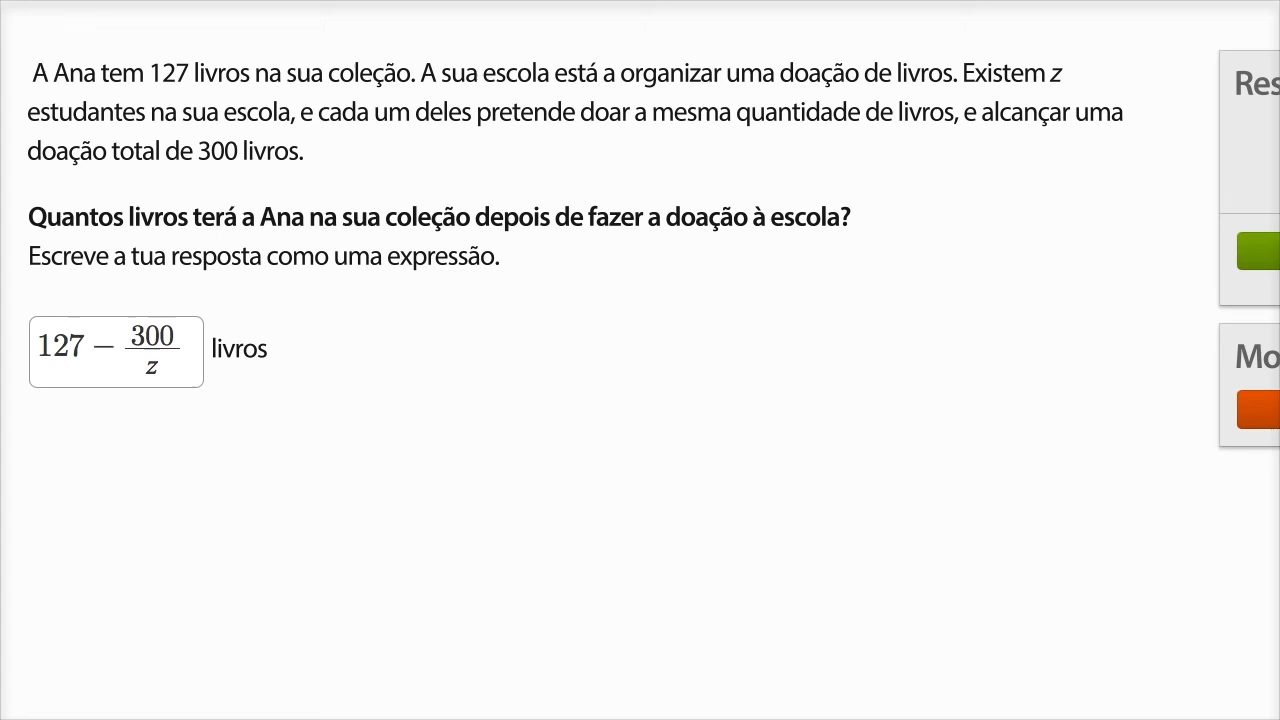 A Ana tem 127 livros na sua coleção. A sua escola está a organizar uma doação de livros. Existem z
estudantes na sua escola, e cada um deles pretende doar a mesma quantidade de livros, e alcançar uma
doação total de 300 livros.
Quantos livros terá a Ana na sua coleção depois de fazer a doação à escola?
Escreve a tua resposta como uma expressão.
127 − 300/z livros
Res
Mo